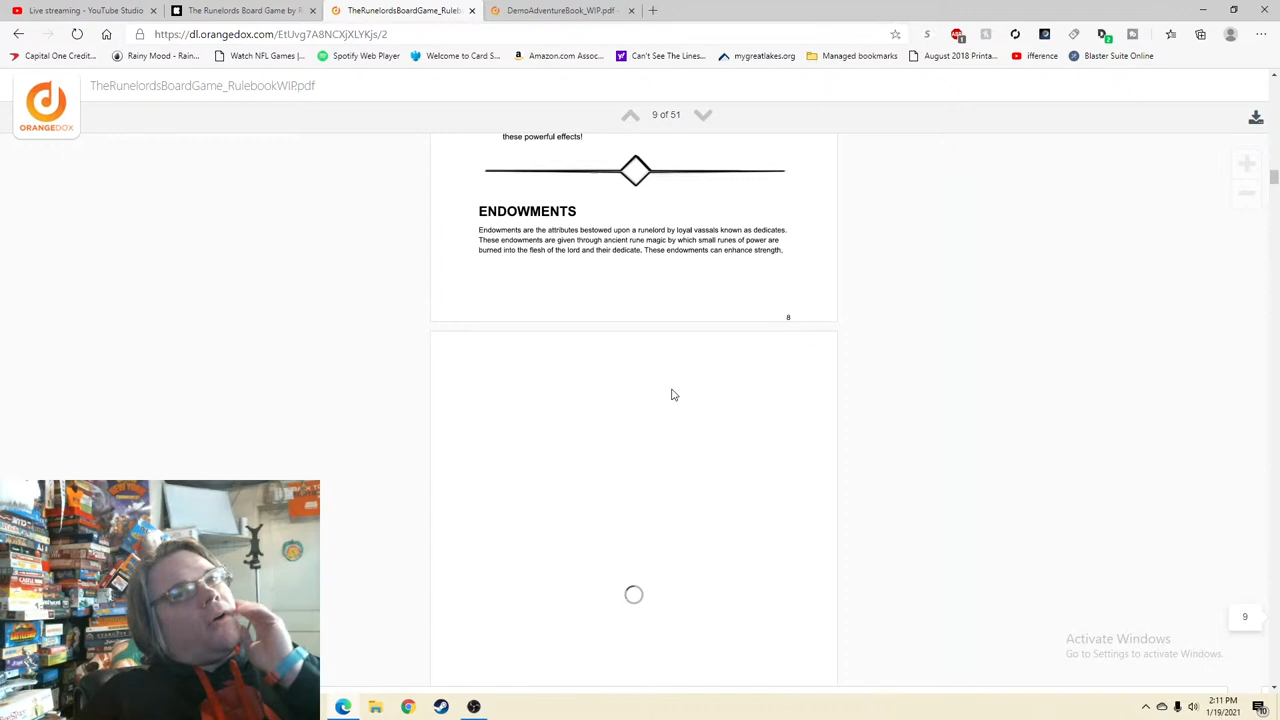 Live streaming - YouTube Studio
The Runelords Board Game by R
TheRunelordsBoardGame_Ruleb
DemoAdventureBook_WIP.pdf
https://dl.orangedox.com/EtUvg7A8NCXjXLYKjs/2
Capital One Credit...
Rainy Mood - Rain...
Watch LML Games |...
Spotify Web Player
Welcome to Card S...
Amazon.com Assoc...
Can't See The Links...
mygreatlakes.org
Managed bookmarks
August 2018 Printa...
ifference
Blaster Suite Online
ORANGEDOX
TheRunelordsBoardGame_RulebookWIP.pdf
9 of 51
these powerful effects!
ENDOWMENTS
Endowments are the attributes bestowed upon a runelord by loyal vassals known as dedicates.
These endowments are given through ancient rune magic by which small runes of power are
burned into the flesh of the lord and their dedicate. These endowments can enhance strength,
8
9
Activate Windows
Go to Settings to activate Windows.
2:11 PM
1/19/2021